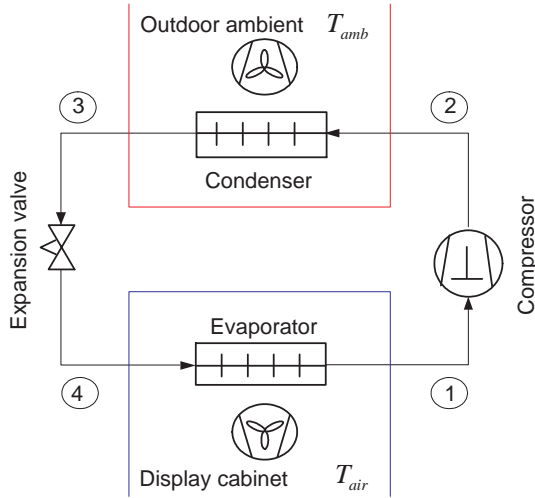 Outdoor ambient T_amb
3
2
Condenser
Expansion valve
Compressor
Evaporator
4
1
Display cabinet T_air